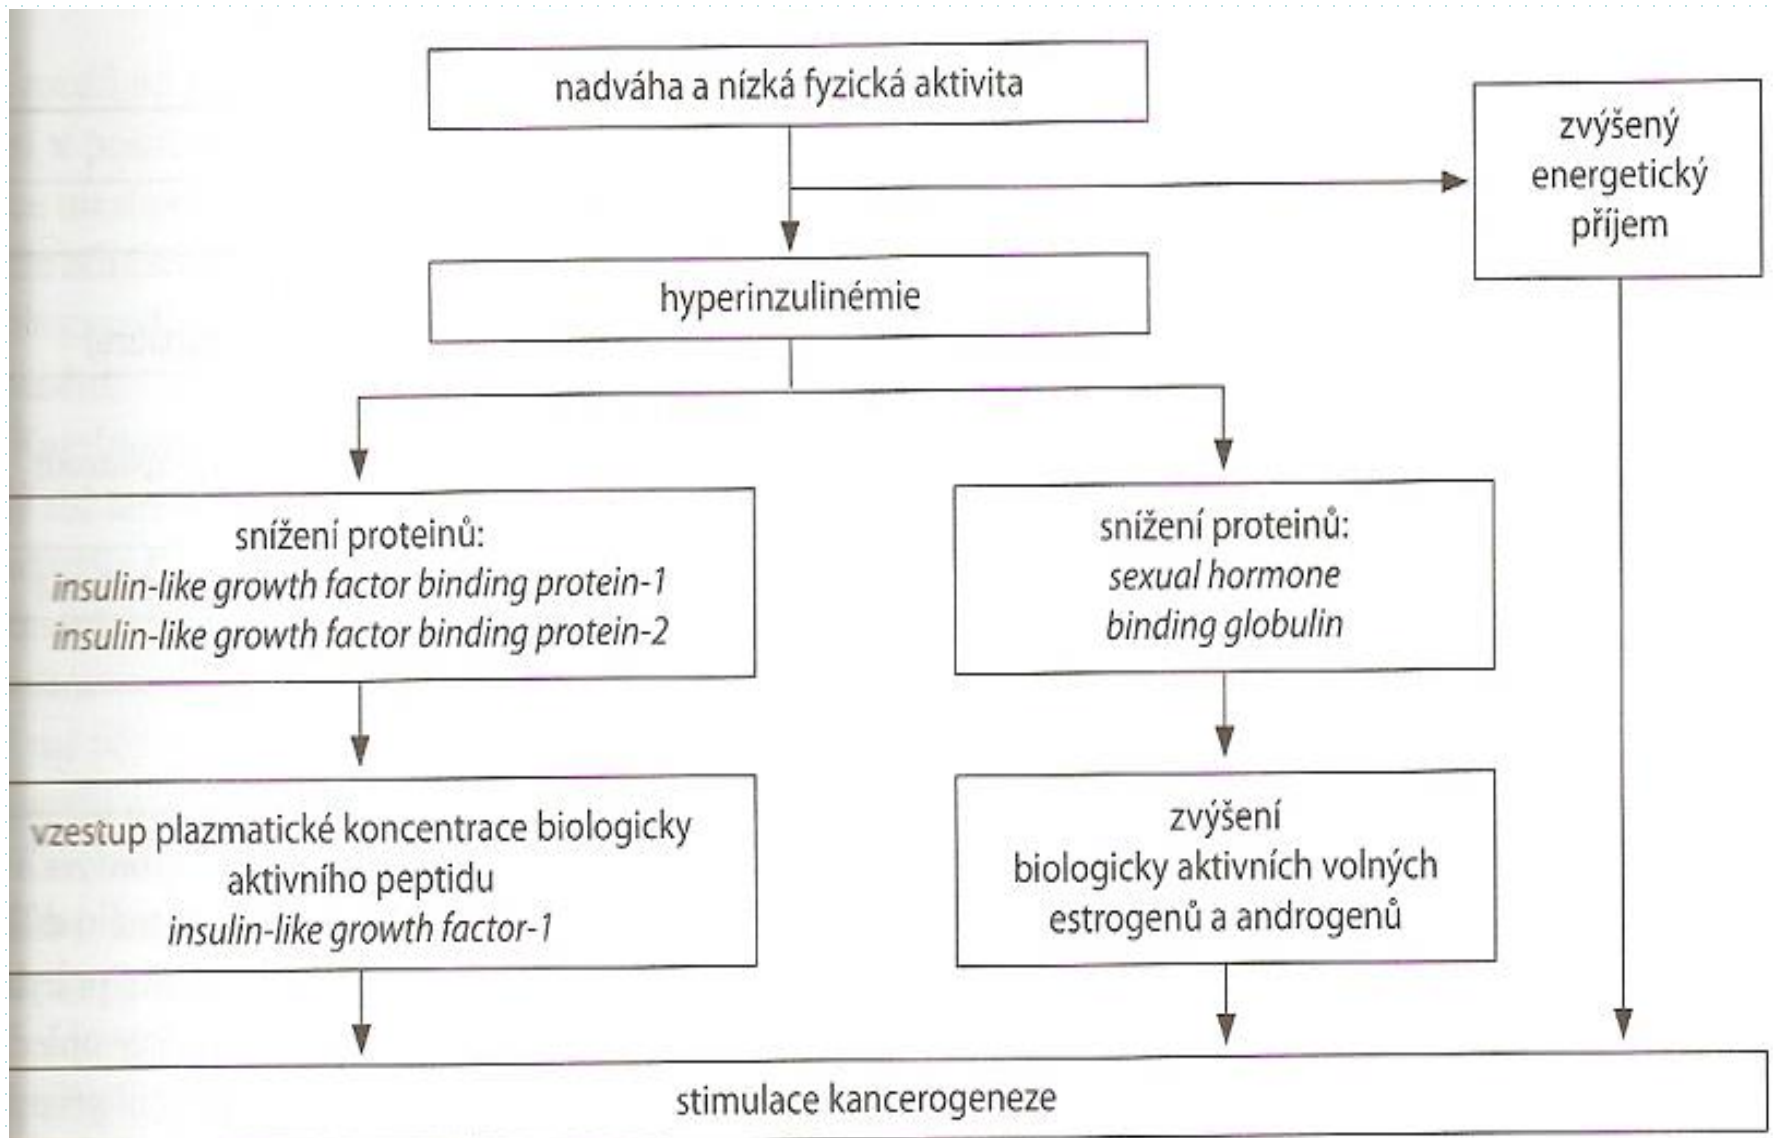 nadváha a nízká fyzická aktivita
zvýšený
energetický
příjem
hyperinzulinémie
snížení proteinů:
insulin-like growth factor binding protein-1
insulin-like growth factor binding protein-2
snížení proteinů:
sexual hormone
binding globulin
vzestup plazmatické koncentrace biologicky
aktivního peptidu
insulin-like growth factor-1
zvýšení
biologicky aktivních volných
estrogenů a androgenů
stimulace kancerogeneze